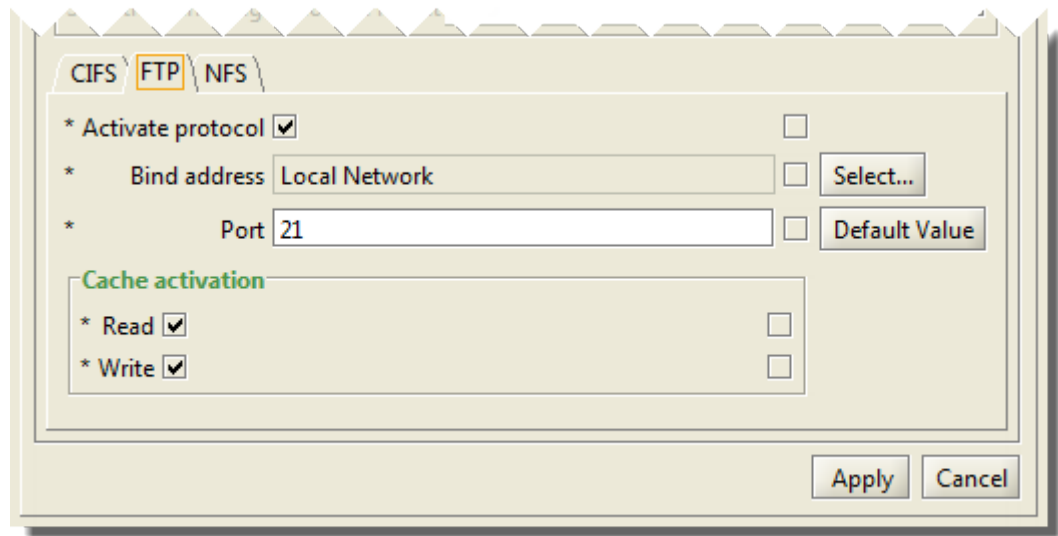 CIFS FTP NFS
* Activate protocol
* Bind address Local Network Select...
* Port 21 Default Value
Cache activation
* Read
* Write
Apply Cancel